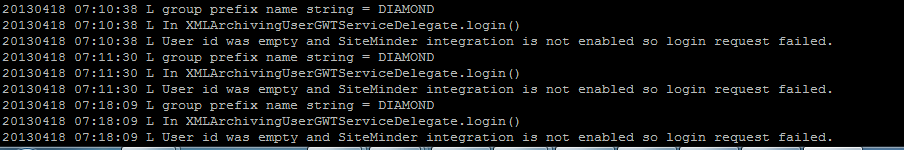 20130418 07:10:38 L group prefix name string = DIAMOND
20130418 07:10:38 L In XMLArchivingUserGWTServiceDelegate.login()
20130418 07:10:38 L User id was empty and SiteMinder integration is not enabled so login request failed.
20130418 07:11:30 L group prefix name string = DIAMOND
20130418 07:11:30 L In XMLArchivingUserGWTServiceDelegate.login()
20130418 07:11:30 L User id was empty and SiteMinder integration is not enabled so login request failed.
20130418 07:18:09 L group prefix name string = DIAMOND
20130418 07:18:09 L In XMLArchivingUserGWTServiceDelegate.login()
20130418 07:18:09 L User id was empty and SiteMinder integration is not enabled so login request failed.